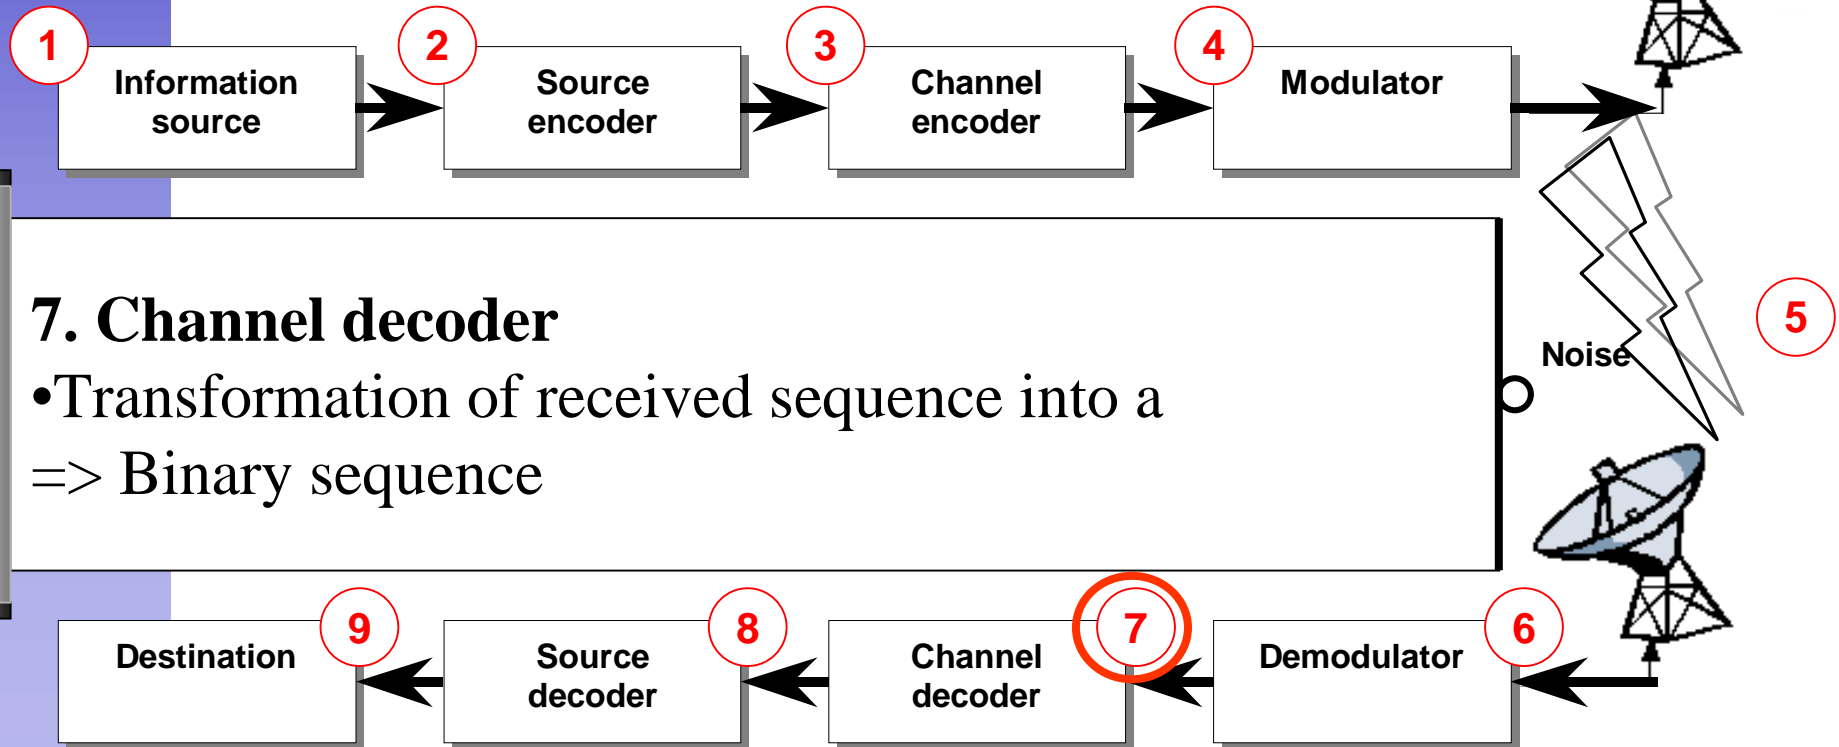 1
Information
source
2
Source
encoder
3
Channel
encoder
4
Modulator
7. Channel decoder
•Transformation of received sequence into a
=> Binary sequence
Noise
5
Destination
9
Source
decoder
8
Channel
decoder
7
Demodulator
6